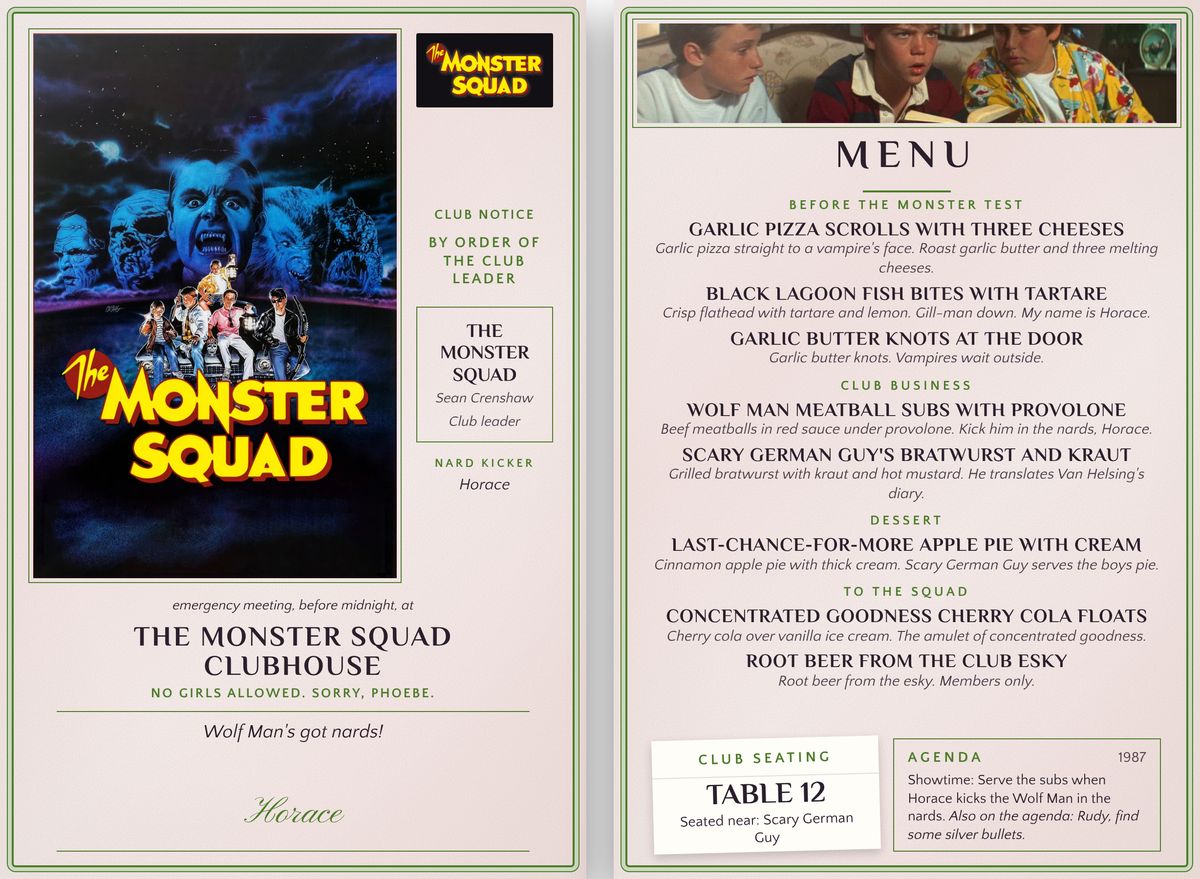 The MONSTER
SQUAD
The MONSTER
SQUAD
CLUB NOTICE
BY ORDER OF
THE CLUB
LEADER
THE
MONSTER
SQUAD
Sean Crenshaw
Club leader
NARD KICKER
Horace
emergency meeting, before midnight, at
THE MONSTER SQUAD
CLUBHOUSE
NO GIRLS ALLOWED. SORRY, PHOEBE.
Wolf Man's got nards!
Horace
MENU
BEFORE THE MONSTER TEST
GARLIC PIZZA SCROLLS WITH THREE CHEESES
Garlic pizza straight to a vampire's face. Roast garlic butter and three melting
cheeses.
BLACK LAGOON FISH BITES WITH TARTARE
Crisp flathead with tartare and lemon. Gill-man down. My name is Horace.
GARLIC BUTTER KNOTS AT THE DOOR
Garlic butter knots. Vampires wait outside.
CLUB BUSINESS
WOLF MAN MEATBALL SUBS WITH PROVOLONE
Beef meatballs in red sauce under provolone. Kick him in the nards, Horace.
SCARY GERMAN GUY'S BRATWURST AND KRAUT
Grilled bratwurst with kraut and hot mustard. He translates Van Helsing's
diary.
DESSERT
LAST-CHANCE-FOR-MORE APPLE PIE WITH CREAM
Cinnamon apple pie with thick cream. Scary German Guy serves the boys pie.
TO THE SQUAD
CONCENTRATED GOODNESS CHERRY COLA FLOATS
Cherry cola over vanilla ice cream. The amulet of concentrated goodness.
ROOT BEER FROM THE CLUB ESKY
Root beer from the esky. Members only.
CLUB SEATING
TABLE 12
Seated near: Scary German
Guy
AGENDA 1987
Showtime: Serve the subs when
Horace kicks the Wolf Man in the
nards. Also on the agenda: Rudy, find
some silver bullets.